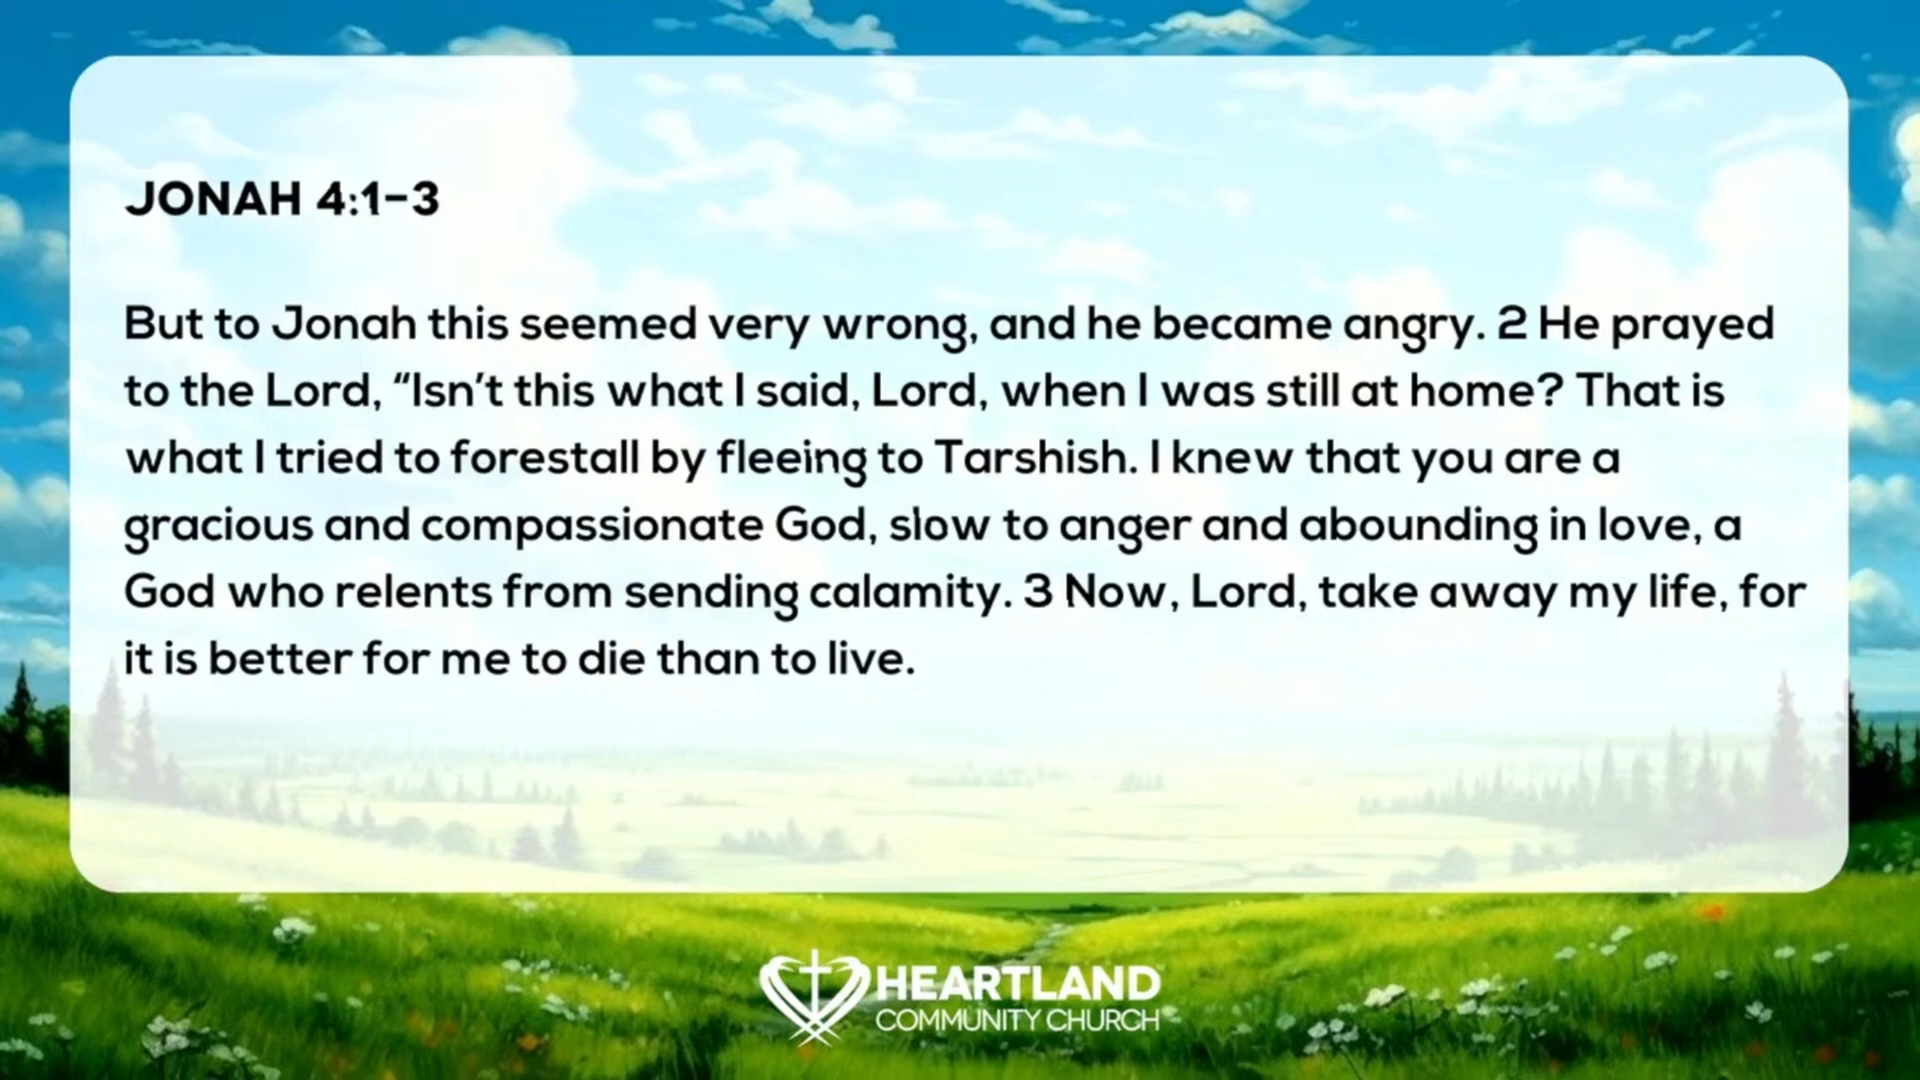 JONAH 4:1–3
But to Jonah this seemed very wrong, and he became angry. 2 He prayed
to the Lord, “Isn’t this what I said, Lord, when I was still at home? That is
what I tried to forestall by fleeing to Tarshish. I knew that you are a
gracious and compassionate God, slow to anger and abounding in love, a
God who relents from sending calamity. 3 Now, Lord, take away my life, for
it is better for me to die than to live.
HEARTLAND
COMMUNITY CHURCH